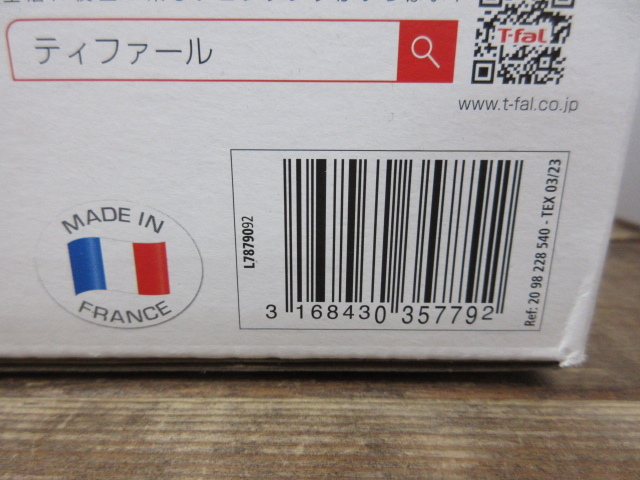 ティファール
T-fal
www.t-fal.co.jp
MADE IN
FRANCE
L7879092
3 168430 357792
Ref: 20 98 228 540 - TEX 03/23